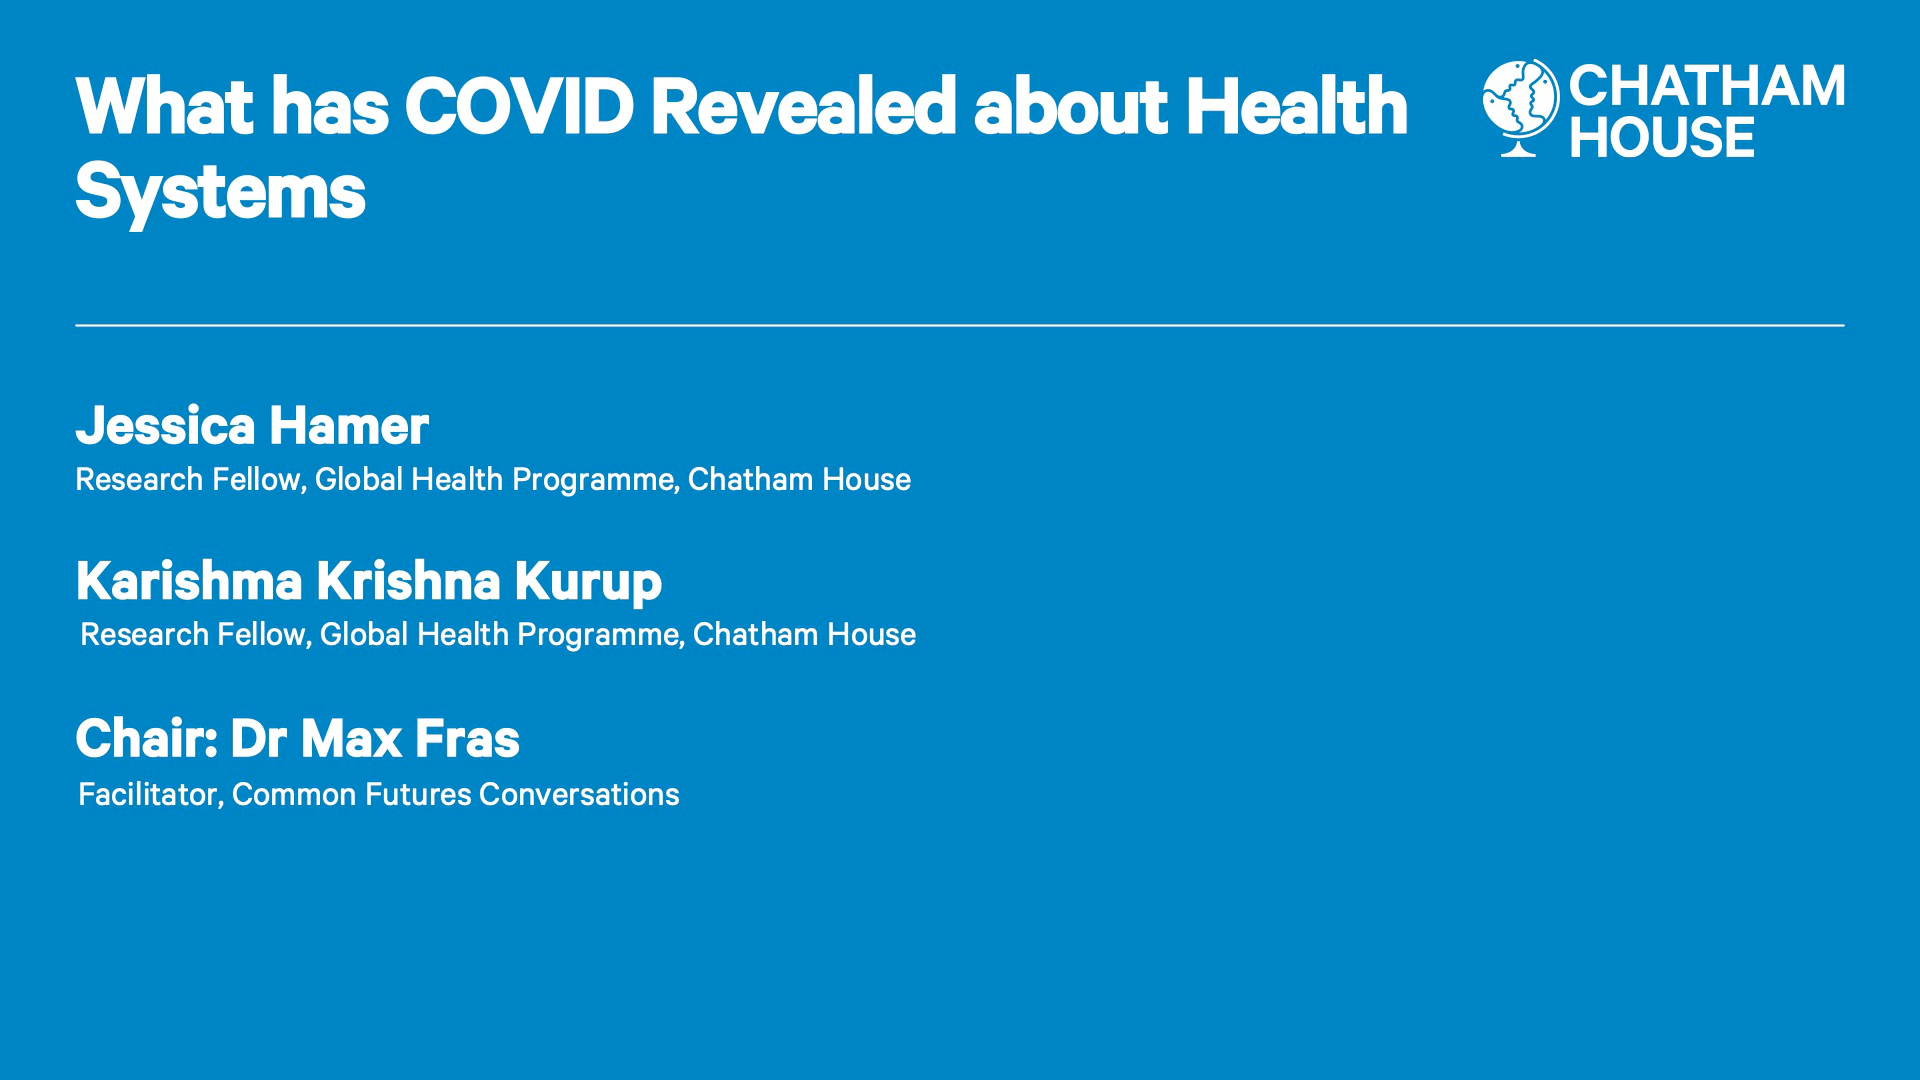 What has COVID Revealed about Health
Systems
CHATHAM
HOUSE
Jessica Hamer
Research Fellow, Global Health Programme, Chatham House
Karishma Krishna Kurup
Research Fellow, Global Health Programme, Chatham House
Chair: Dr Max Fras
Facilitator, Common Futures Conversations